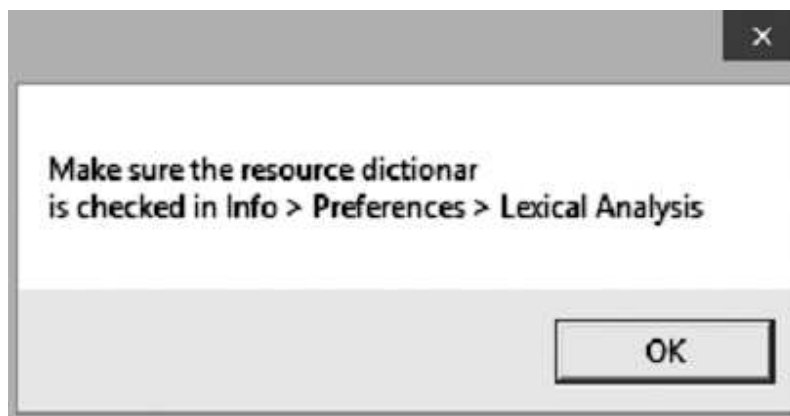 Make sure the resource dictionar
is checked in Info > Preferences > Lexical Analysis
OK